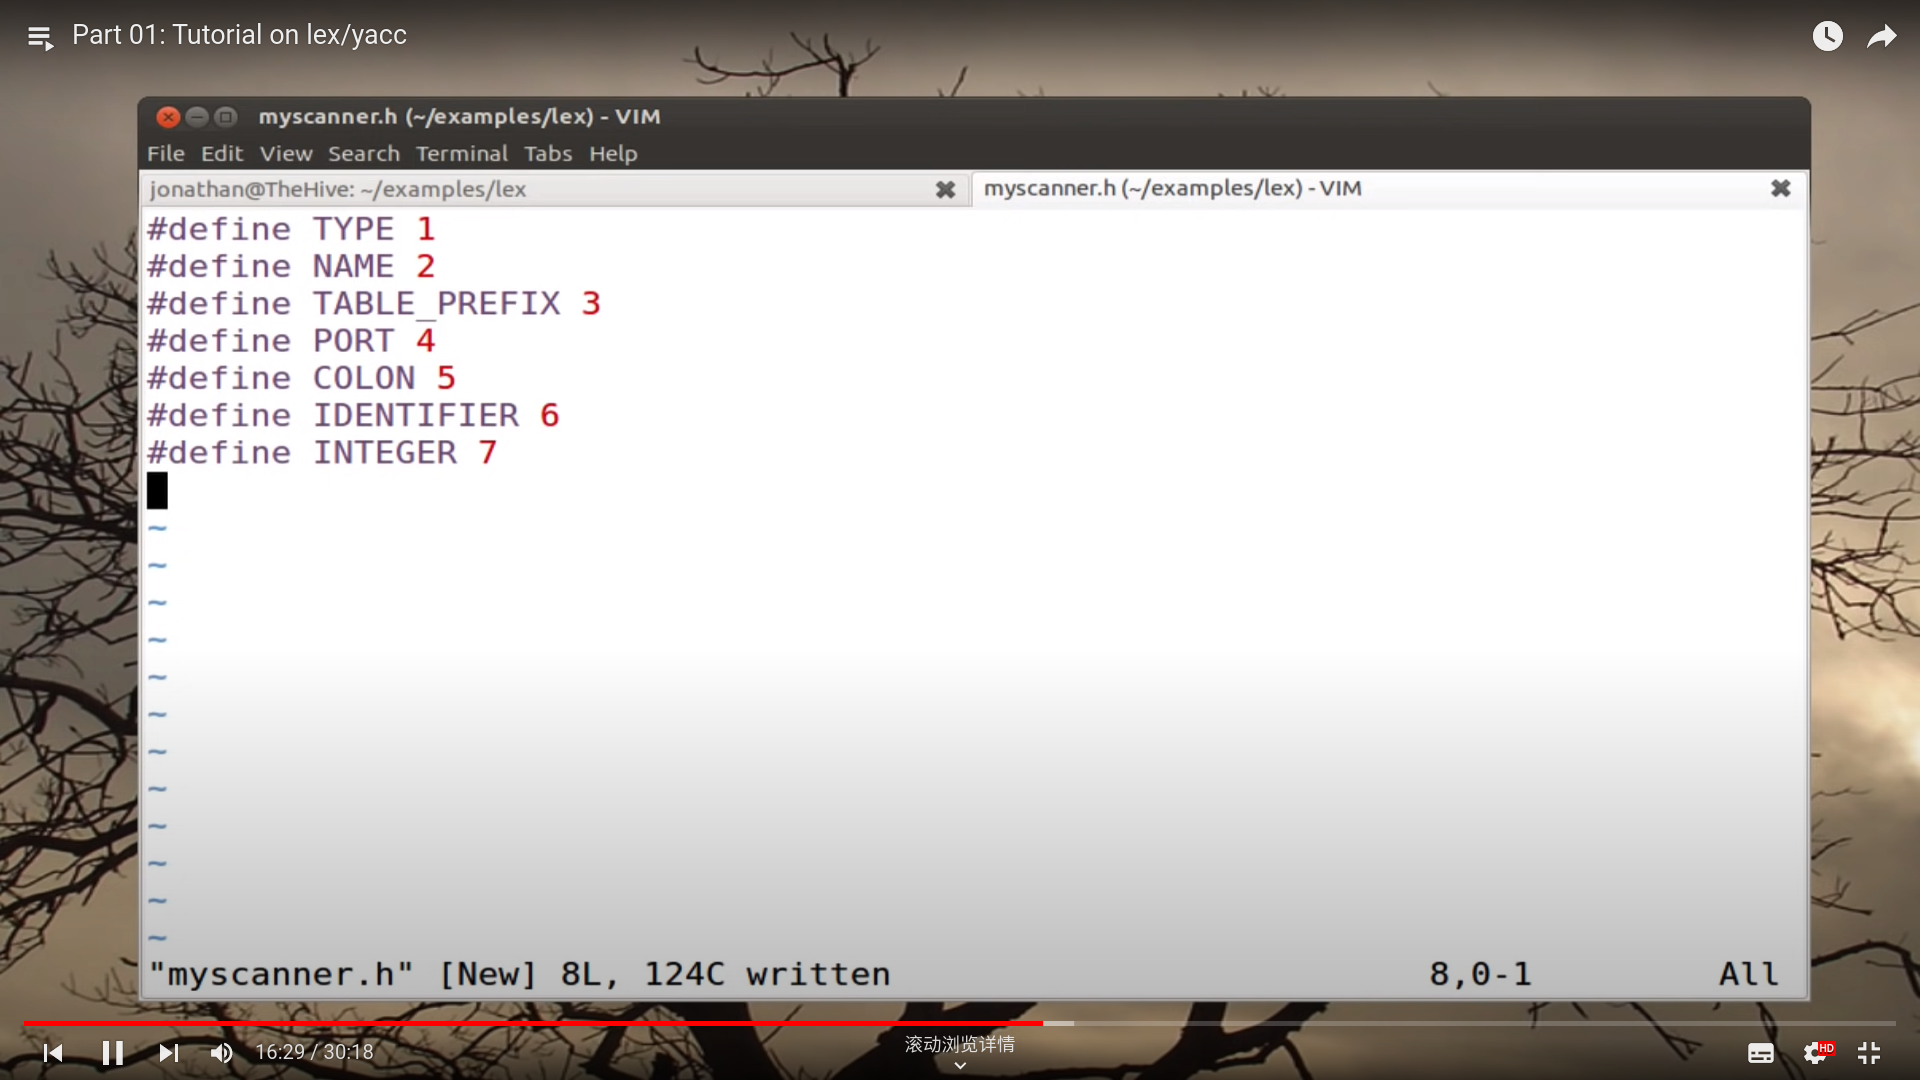 Part 01: Tutorial on lex/yacc
myscanner.h (~/examples/lex) - VIM
File Edit View Search Terminal Tabs Help
jonathan@TheHive: ~/examples/lex
myscanner.h (~/examples/lex) - VIM
#define TYPE 1
#define NAME 2
#define TABLE_PREFIX 3
#define PORT 4
#define COLON 5
#define IDENTIFIER 6
#define INTEGER 7
~
~
~
~
~
~
~
~
~
~
~
~
"myscanner.h" [New] 8L, 124C written 8,0-1 All
16:29 / 30:18
滚动浏览详情
HD